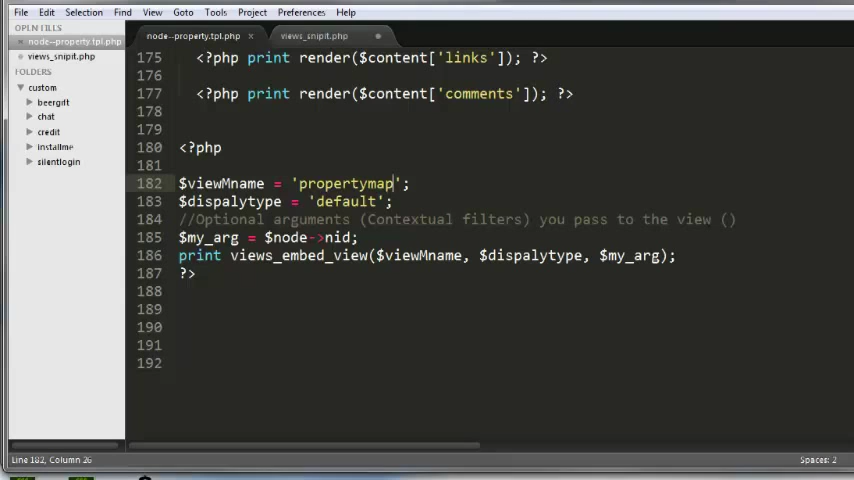 File Edit Selection Find View Goto Tools Project Preferences Help
OPEN FILES
node--property.tpl.php
views_snipit.php
FOLDERS
custom
beergift
chat
credit
installme
silentlogin
node--property.tpl.php × views_snipit.php
175 <?php print render($content['links']); ?>
176
177 <?php print render($content['comments']); ?>
178
179
180 <?php
181
182 $viewMname = 'propertymap';
183 $dispalytype = 'default';
184 //Optional arguments (Contextual filters) you pass to the view ()
185 $my_arg = $node->nid;
186 print views_embed_view($viewMname, $dispalytype, $my_arg);
187 ?>
188
189
190
191
192
Line 182, Column 26 Spaces: 2